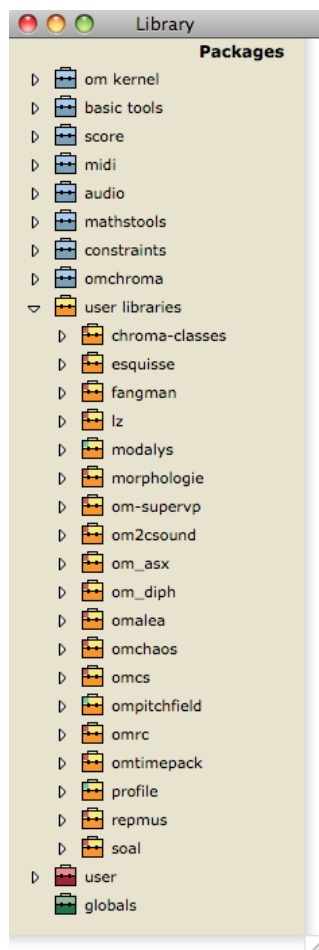 Library
Packages
om kernel
basic tools
score
midi
audio
mathstools
constraints
omchroma
user libraries
chroma-classes
esquisse
fangman
lz
modalys
morphologie
om-supervp
om2csound
om_asx
om_diph
omalea
omchaos
omcs
ompitchfield
omrc
omtimepack
profile
repmus
soal
user
globals